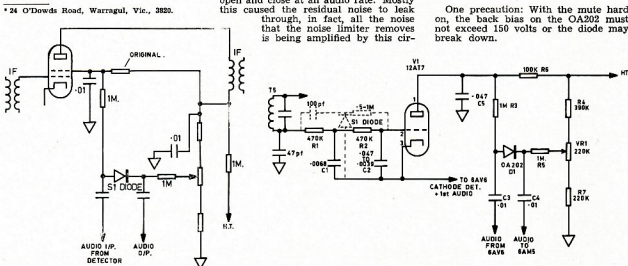 * 24 O'Dowds Road, Warragul, Vic., 3820.
open and close at an audio rate. Mostly
this caused the residual noise to leak
through, in fact, all the noise
that the noise limiter removes
is being amplified by this cir-
One precaution: With the mute hard
on, the back bias on the OA202 must
not exceed 150 volts or the diode may
break down.
IF
ORIGINAL.
.01
1M.
IF
.01
S1 DIODE
1M
1M.
H.T.
AUDIO I/P.
FROM
DETECTOR
AUDIO
O/P.
T5
100pf
.5-1M
S1 DIODE
470K
R1
470K
R2
47pf
.0068
C1
.047
TO
.0039
C2
V1
12AT7
1
2
3
TO 6AV6
CATHODE DET.
+ 1st AUDIO
.047
C5
100K R6
HT
1M R3
R4
390K
OA202
D1
1M.
R5
VR1
220K
C3
.01
C4
.01
R7
220K
AUDIO
FROM
6AV6
AUDIO
TO
6AM5